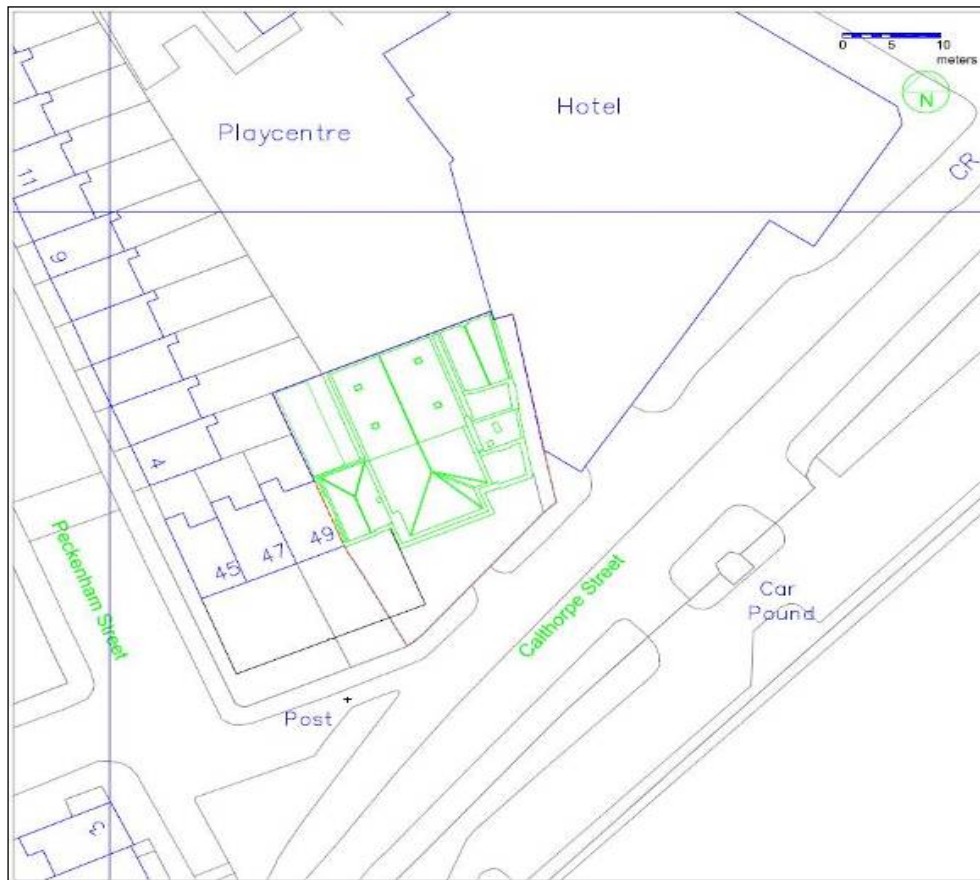 0 5 10
meters
N
Hotel
Playcentre
CR
11
9
4
49
47
45
Peckenham Street
Calthorpe Street
Car
Pound
Post
3